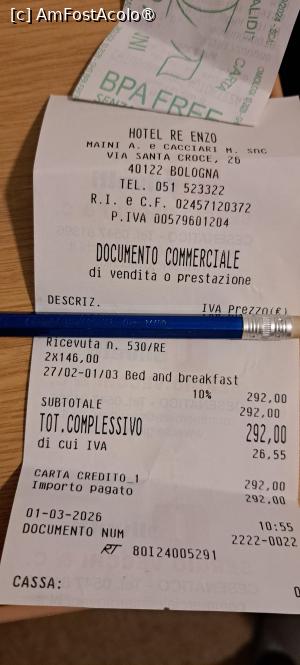 [c] AmFostAcolo®
BPA FREE
CARTA
HOTEL RE ENZO
MAINI A. e CACCIARI M. snc
VIA SANTA CROCE, 26
40122 BOLOGNA
TEL. 051 523322
R.I. e C.F. 02457120372
P.IVA 00579601204
DOCUMENTO COMMERCIALE
di vendita o prestazione
DESCRIZ. IVA Prezzo(€)
Ricevuta n. 530/RE
2X146,00
27/02-01/03 Bed and breakfast
10% 292,00
SUBTOTALE 292,00
TOT.COMPLESSIVO 292,00
di cui IVA 26,55
CARTA CREDITO_1 292,00
Importo pagato 292,00
01-03-2026 10:55
DOCUMENTO NUM 2222-0022
RT 80I24005291
CASSA: